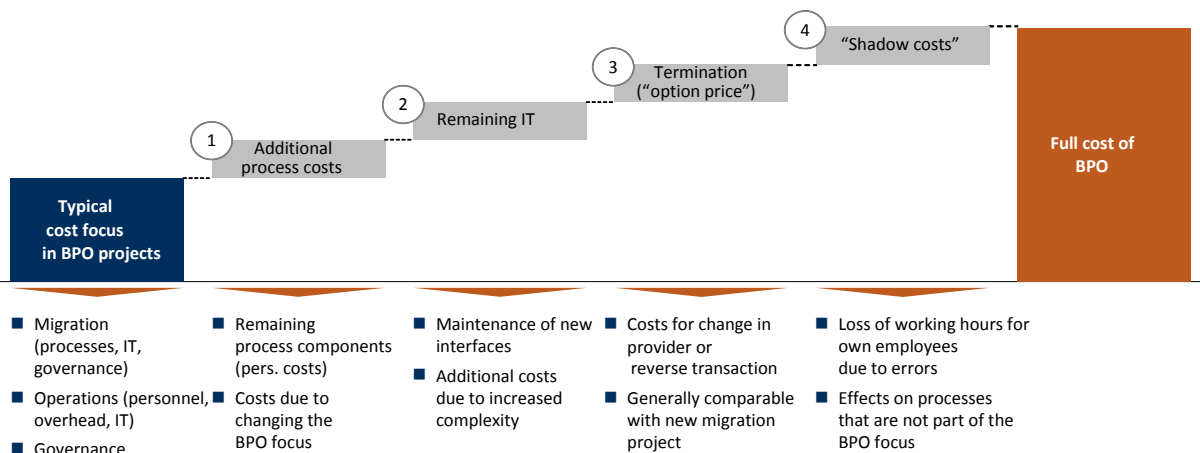 4
“Shadow costs”
3
Termination
(“option price”)
2
Remaining IT
1
Additional
process costs
Typical
cost focus
in BPO projects
Full cost of
BPO
■ Migration
(processes, IT,
governance)
■ Operations (personnel,
overhead, IT)
■ Governance
■ Remaining
process components
(pers. costs)
■ Costs due to
changing the
BPO focus
■ Maintenance of new
interfaces
■ Additional costs
due to increased
complexity
■ Costs for change in
provider or
reverse transaction
■ Generally comparable
with new migration
project
■ Loss of working hours for
own employees
due to errors
■ Effects on processes
that are not part of the
BPO focus